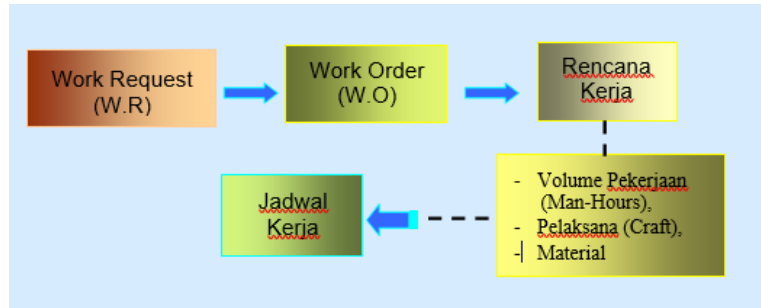 Work Request
(W.R)
Work Order
(W.O)
Rencana
Kerja
- Volume Pekerjaan
(Man-Hours),
- Pelaksana (Craft),
- Material
Jadwal
Kerja